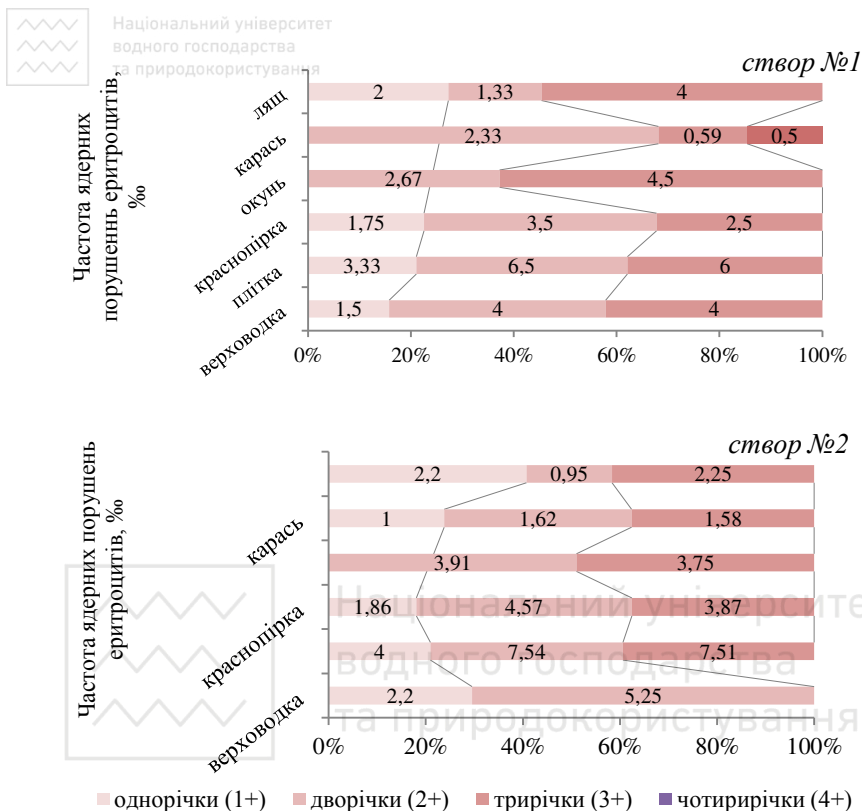 Національний університет
водного господарства
та природокористування
створ №1
Частота ядерних
порушеннь еритроцитів,
‰
лящ
2 1,33 4
карась
2,33 0,59 0,5
окунь
2,67 4,5
краснопірка
1,75 3,5 2,5
плітка
3,33 6,5 6
верховодка
1,5 4 4
0% 20% 40% 60% 80% 100%
створ №2
Частота ядерних порушень
еритроцитів, ‰
2,2 0,95 2,25
карась
1 1,62 1,58
3,91 3,75
краснопірка
1,86 4,57 3,87
4 7,54 7,51
верховодка
2,2 5,25
Національний університе
водного господарства
та природокористування
0% 20% 40% 60% 80% 100%
однорічки (1+) дворічки (2+) трирічки (3+) чотирирічки (4+)